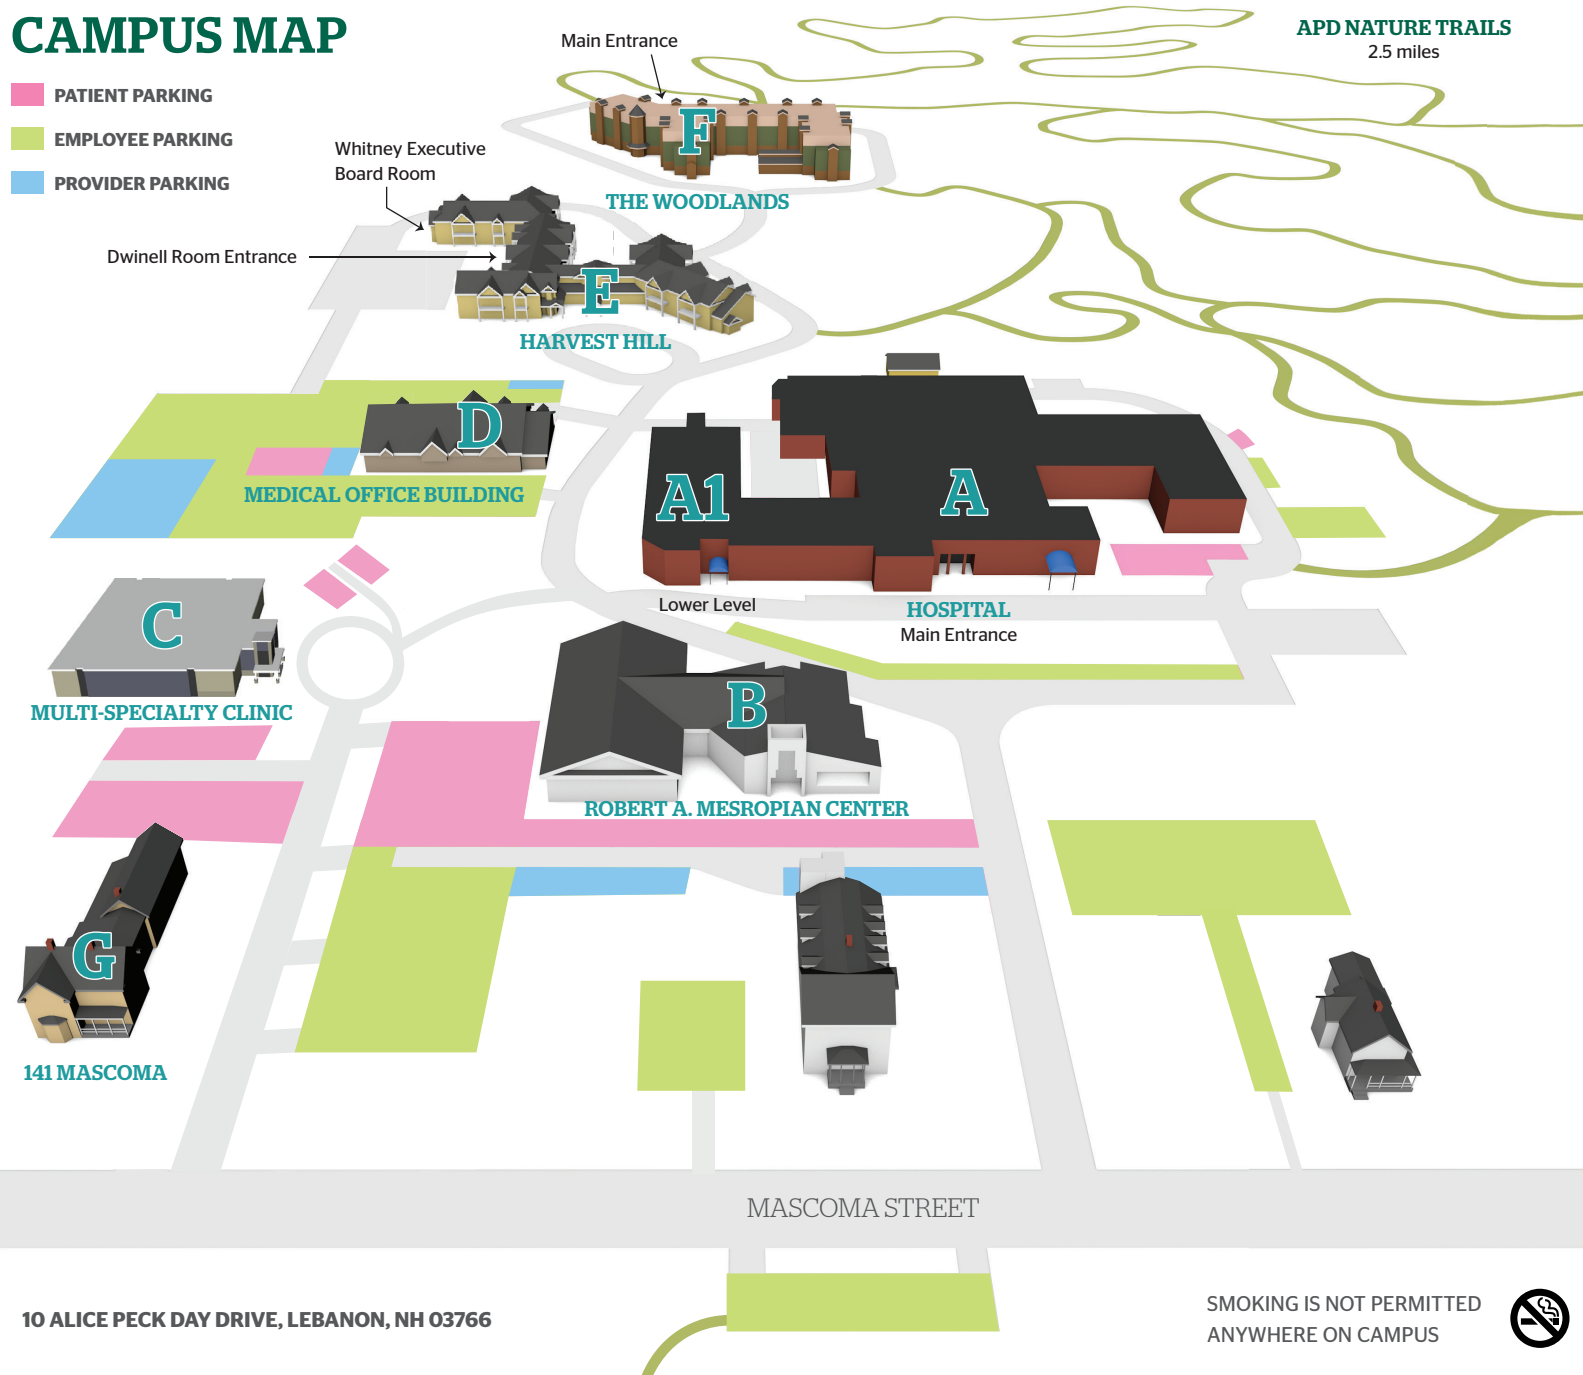 CAMPUS MAP
PATIENT PARKING
EMPLOYEE PARKING
PROVIDER PARKING
Main Entrance
APD NATURE TRAILS
2.5 miles
F
THE WOODLANDS
Whitney Executive
Board Room
Dwinell Room Entrance
E
HARVEST HILL
D
MEDICAL OFFICE BUILDING
A1
A
Lower Level
HOSPITAL
Main Entrance
C
MULTI-SPECIALTY CLINIC
B
ROBERT A. MESROPIAN CENTER
G
141 MASCOMA
MASCOMA STREET
10 ALICE PECK DAY DRIVE, LEBANON, NH 03766
SMOKING IS NOT PERMITTED
ANYWHERE ON CAMPUS